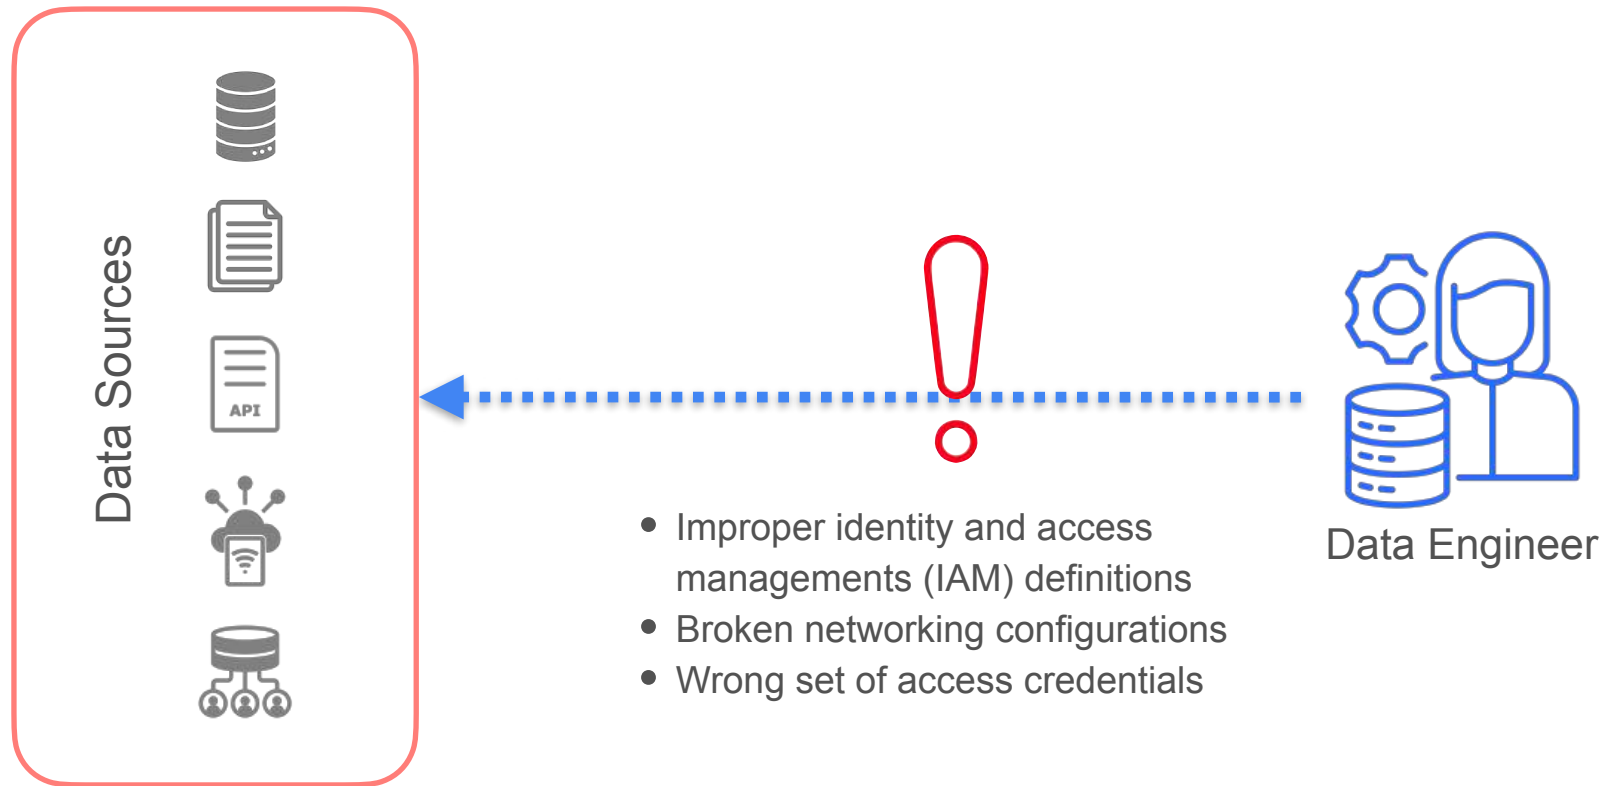 Data Sources
API
• Improper identity and access
managements (IAM) definitions
• Broken networking configurations
• Wrong set of access credentials
Data Engineer